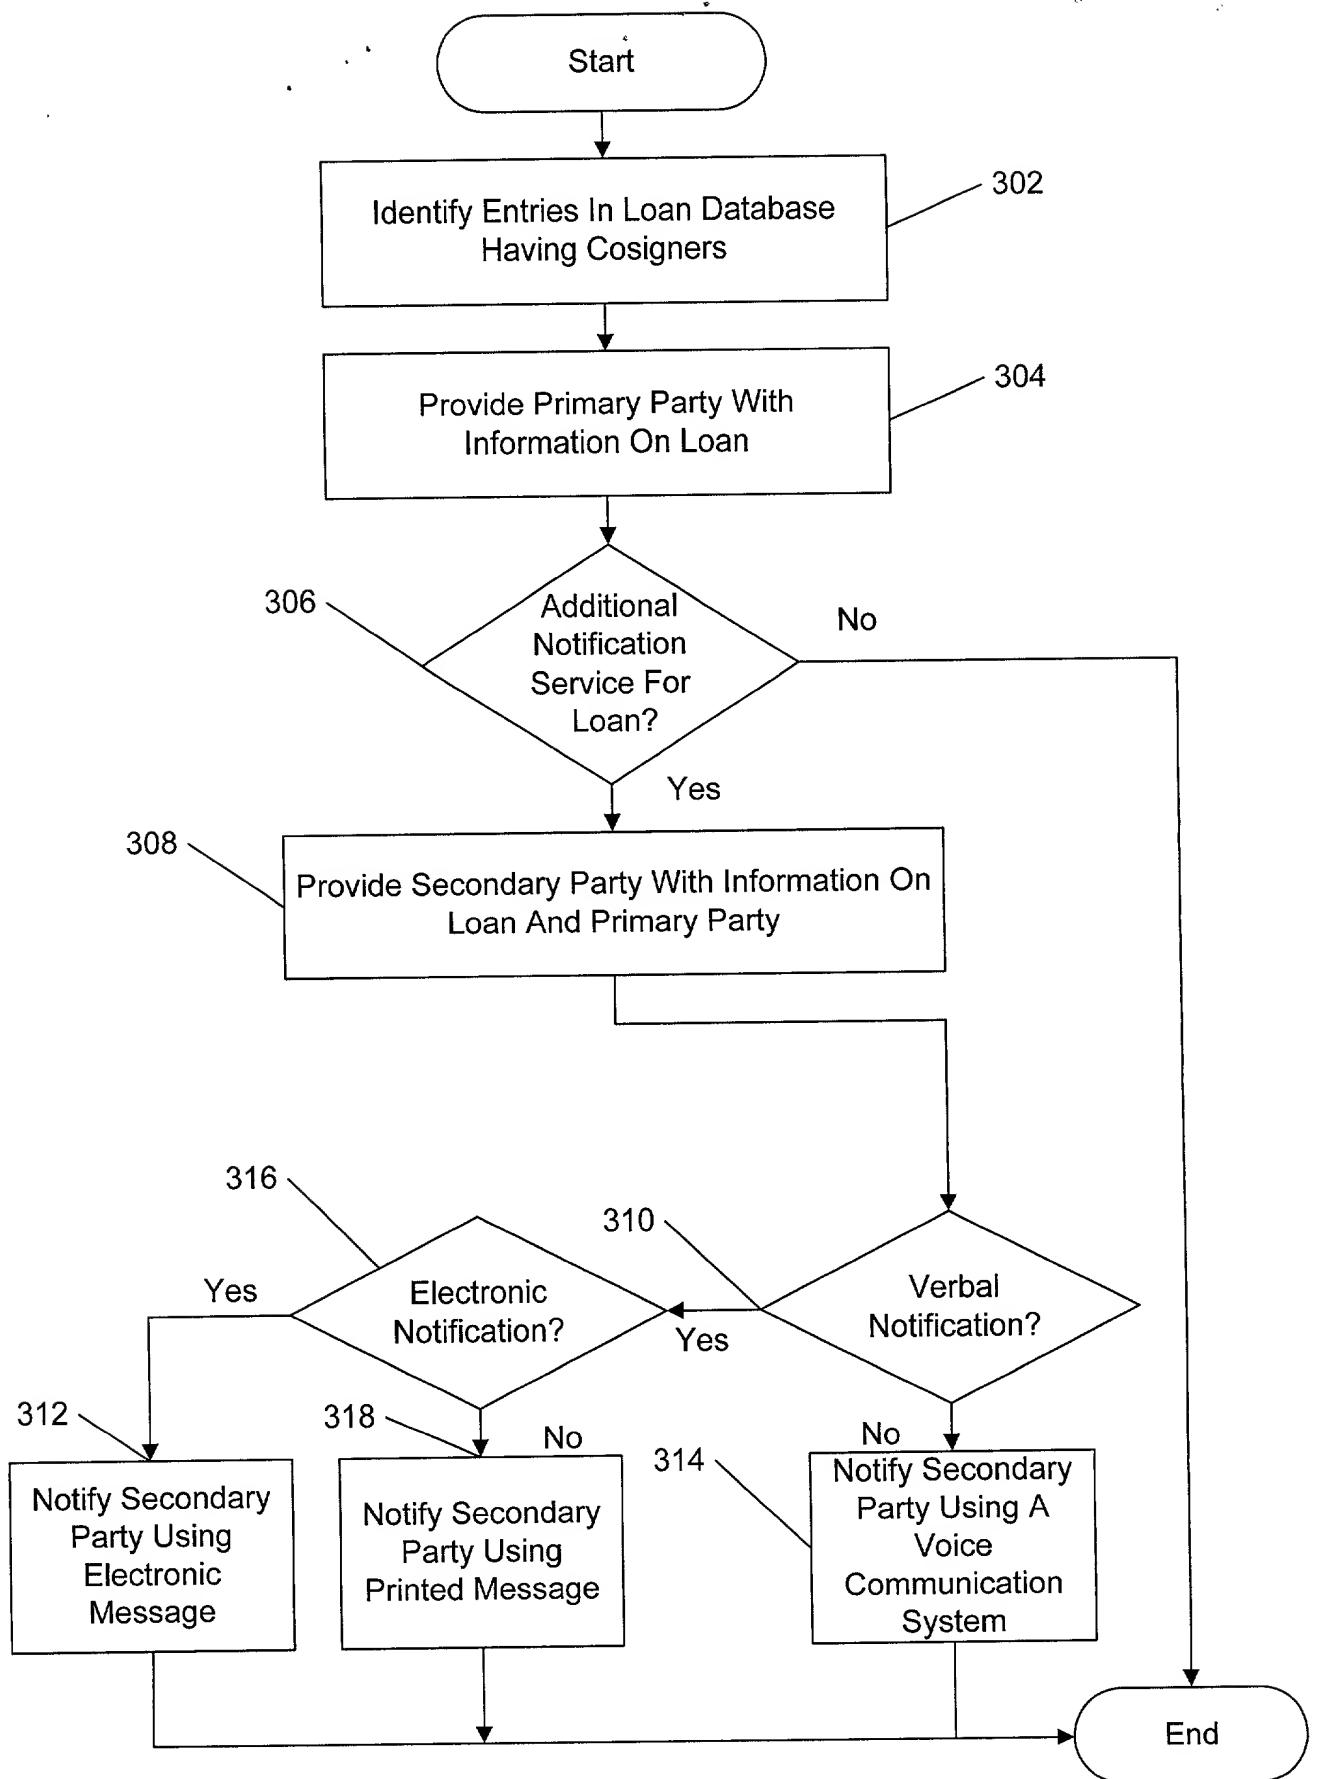 Start
302
Identify Entries In Loan Database
Having Cosigners
304
Provide Primary Party With
Information On Loan
306
Additional
Notification
Service For
Loan?
No
Yes
308
Provide Secondary Party With Information On
Loan And Primary Party
316
310
Yes
Electronic
Notification?
Yes
Verbal
Notification?
312
318
No
No
314
Notify Secondary
Party Using
Electronic
Message
Notify Secondary
Party Using
Printed Message
Notify Secondary
Party Using A
Voice
Communication
System
End